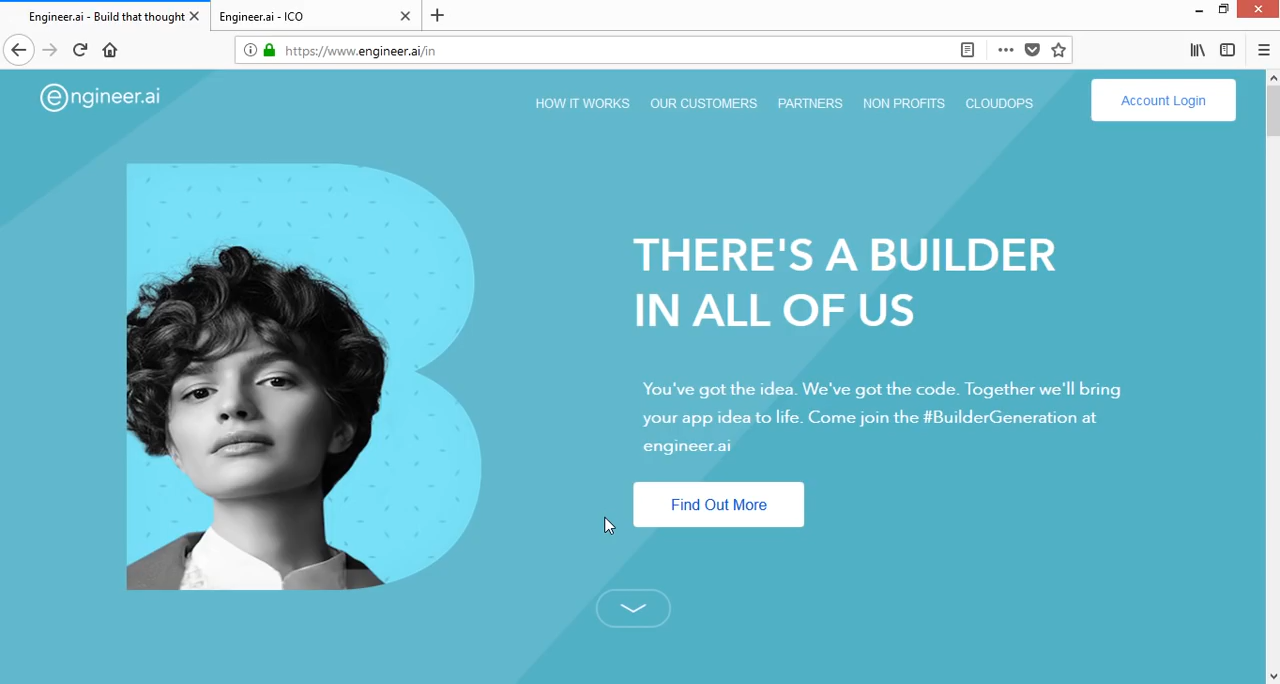 Engineer.ai - Build that thought
Engineer.ai - ICO
https://www.engineer.ai/in
engineer.ai
HOW IT WORKS OUR CUSTOMERS PARTNERS NON PROFITS CLOUDOPS
Account Login
THERE'S A BUILDER
IN ALL OF US
You've got the idea. We've got the code. Together we'll bring
your app idea to life. Come join the #BuilderGeneration at
engineer.ai
Find Out More